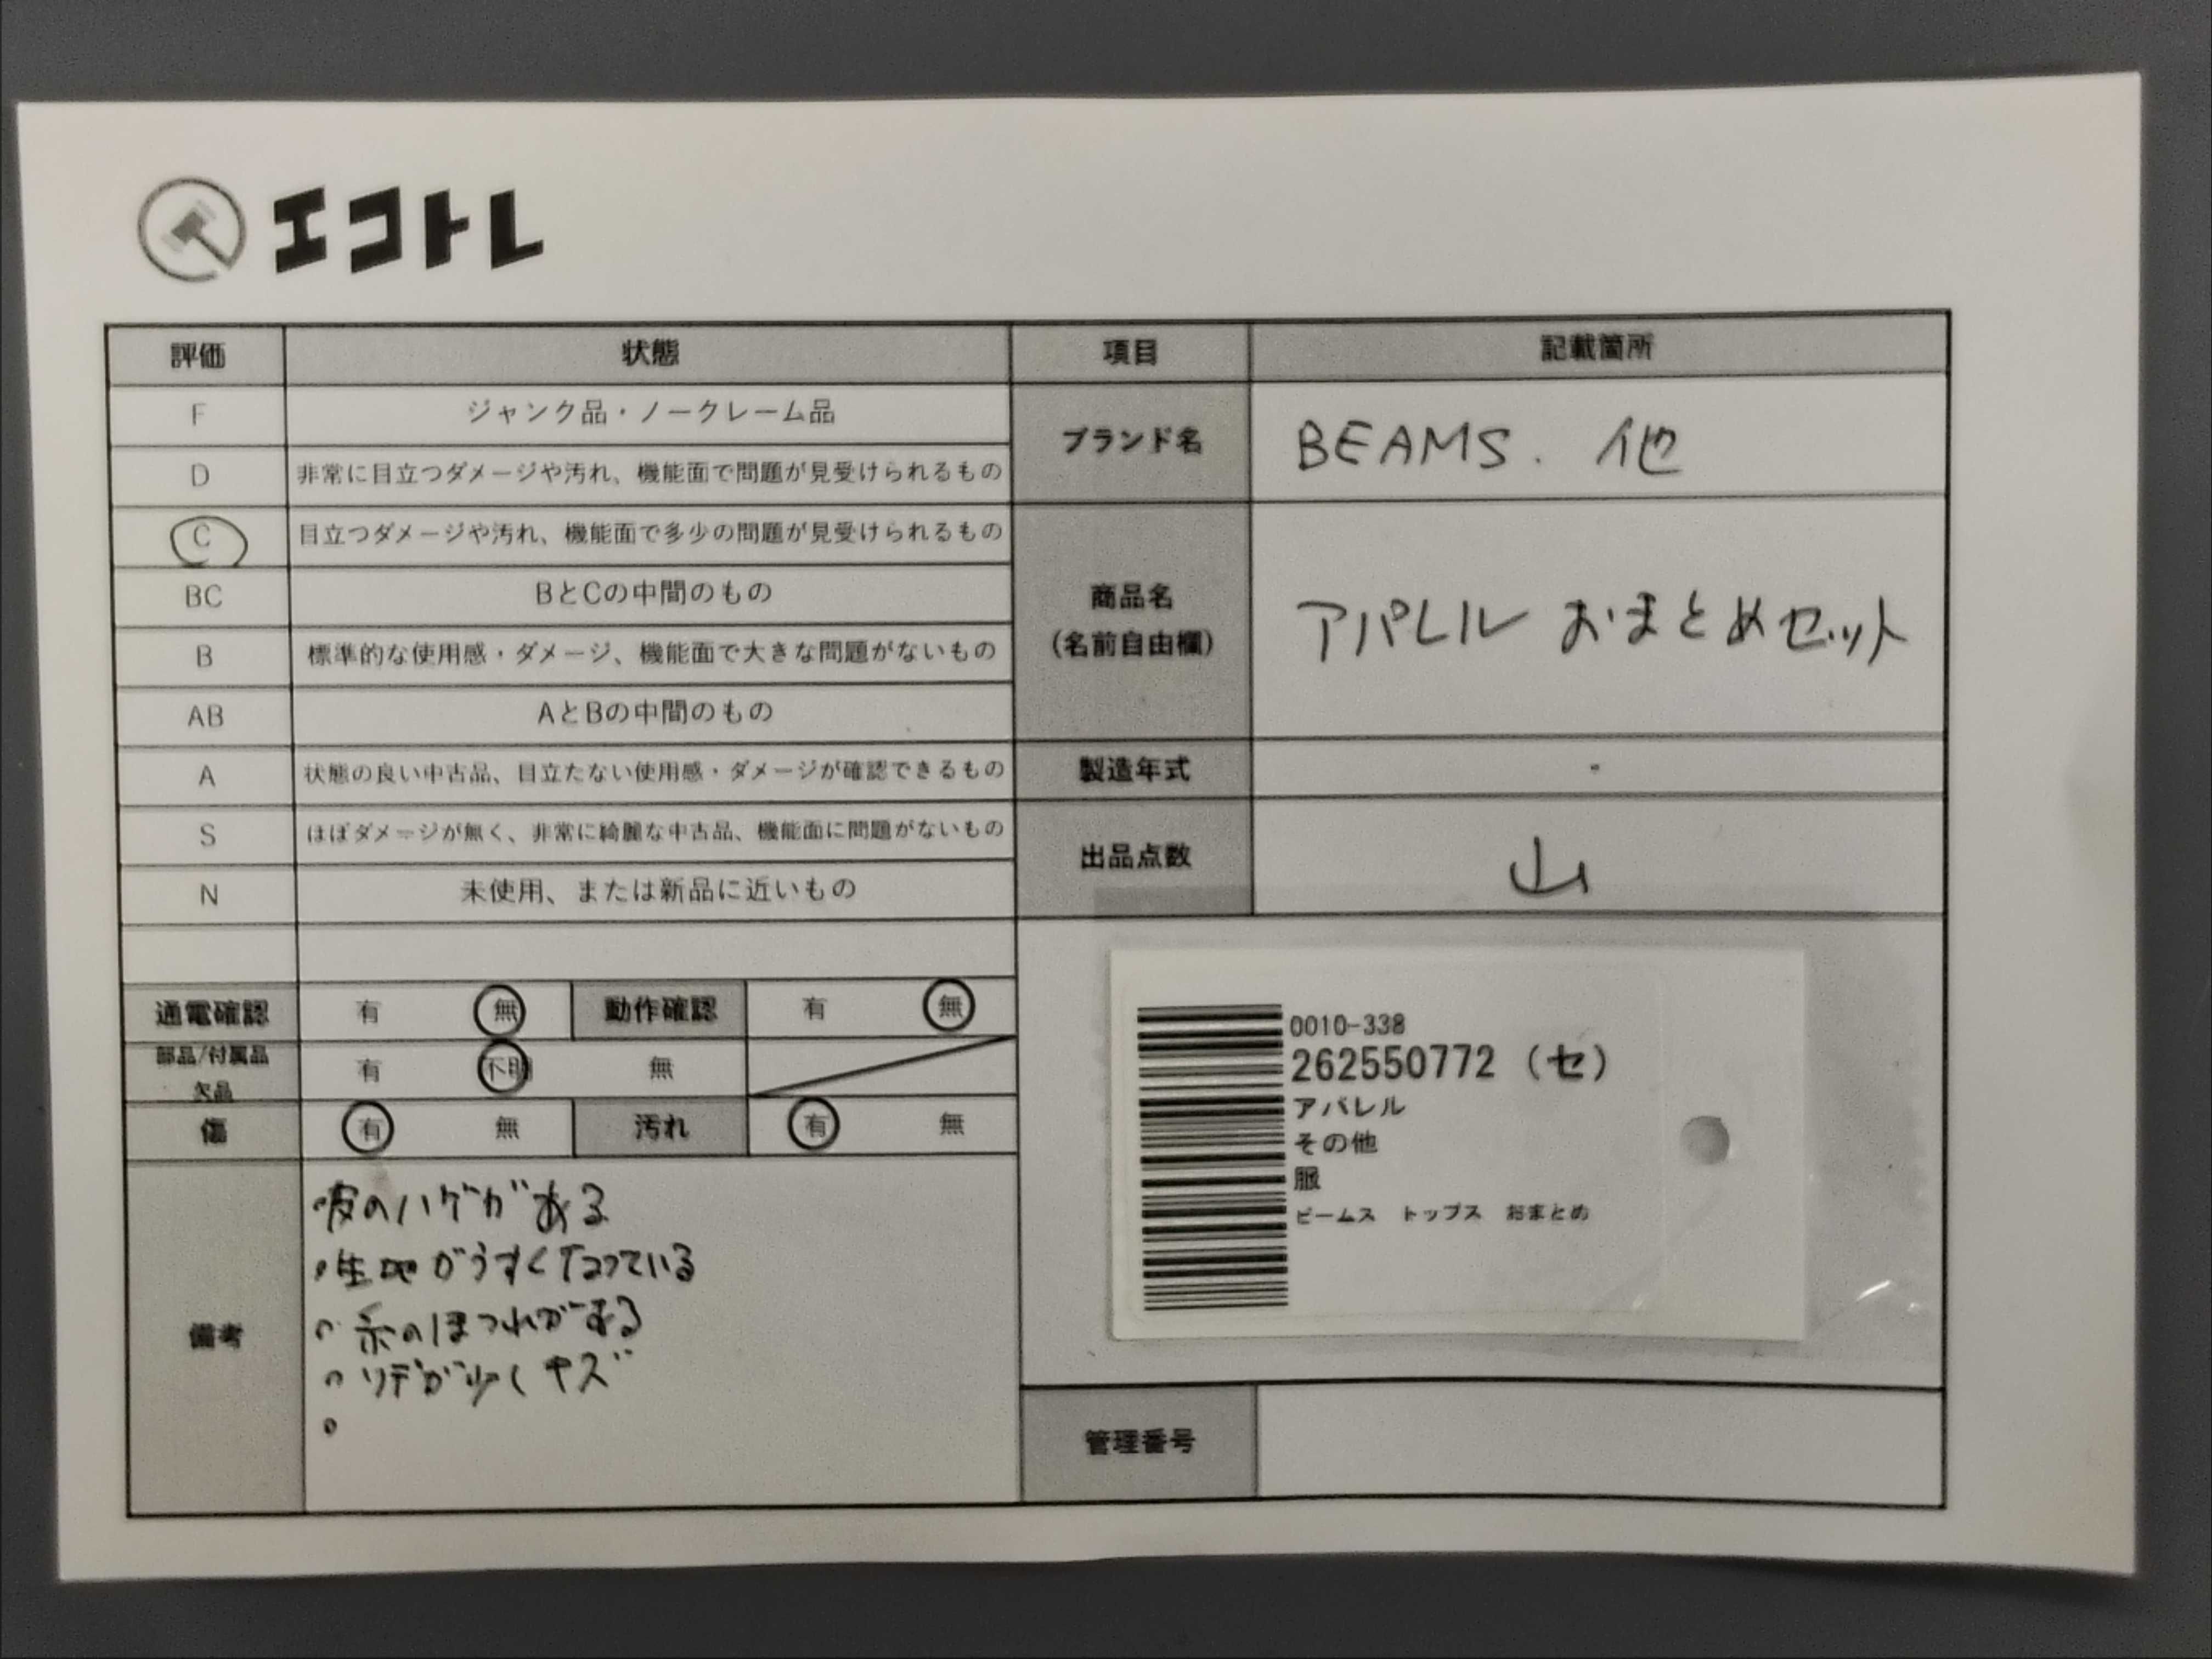 エコトレ
評価 状態 項目 記載箇所
F ジャンク品・ノークレーム品
D 非常に目立つダメージや汚れ、機能面で問題が見受けられるもの
ブランド名 BEAMS. 他
C 目立つダメージや汚れ、機能面で多少の問題が見受けられるもの
BC BとCの中間のもの
B 標準的な使用感・ダメージ、機能面で大きな問題がないもの
AB AとBの中間のもの
商品名
(名前自由欄)
アパレル おまとめセット
A 状態の良い中古品、目立たない使用感・ダメージが確認できるもの
製造年式
S ほぼダメージが無く、非常に綺麗な中古品、機能面に問題がないもの
N 未使用、または新品に近いもの
出品点数 山
通電確認 有 無 動作確認 有 無
部品/付属品
欠品
有 不明 無
傷 有 無 汚れ 有 無
備考
・皮のハゲがある
・生地がうすくなっている
・糸のほつれがある
・ソデが少しキズ
0010-338
262550772 (セ)
アパレル
その他
服
ビームス トップス おまとめ
管理番号